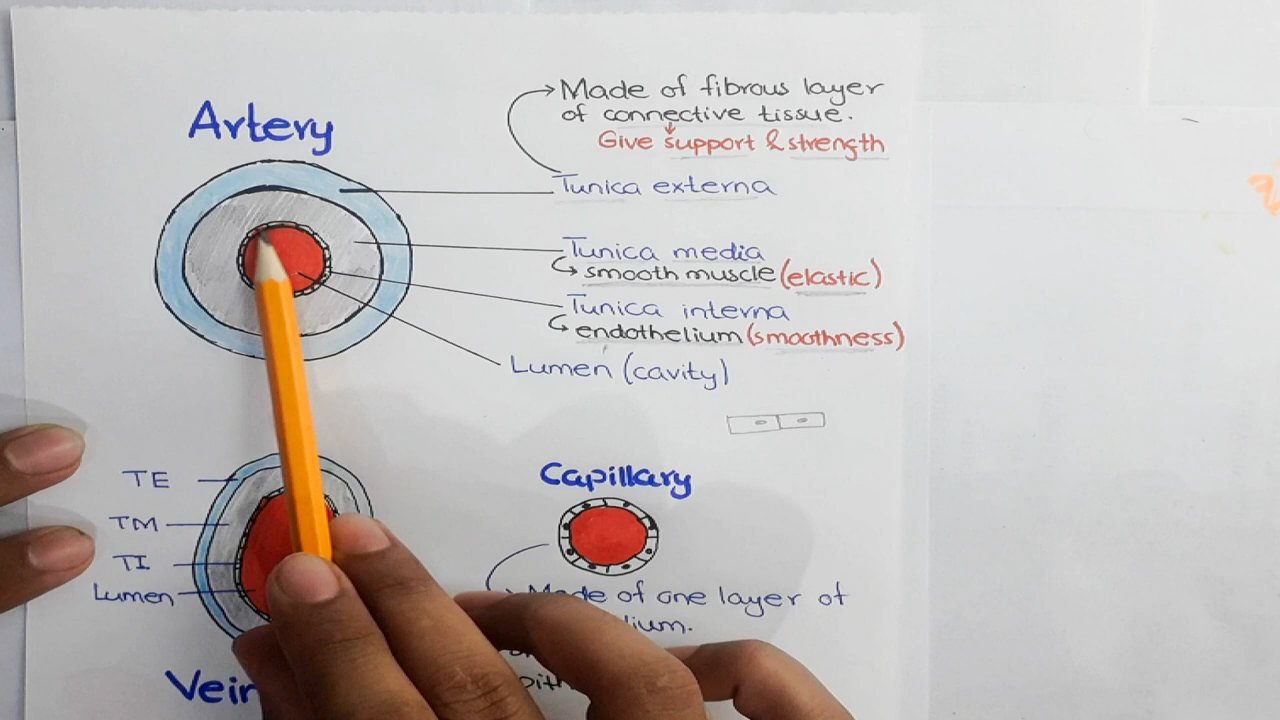 Artery
Made of fibrous layer
of connective tissue.
Give support & strength
Tunica externa
Tunica media
smooth muscle (elastic)
Tunica interna
endothelium (smoothness)
Lumen (cavity)
TE
TM
TI
Lumen
Capillary
Made of one layer of